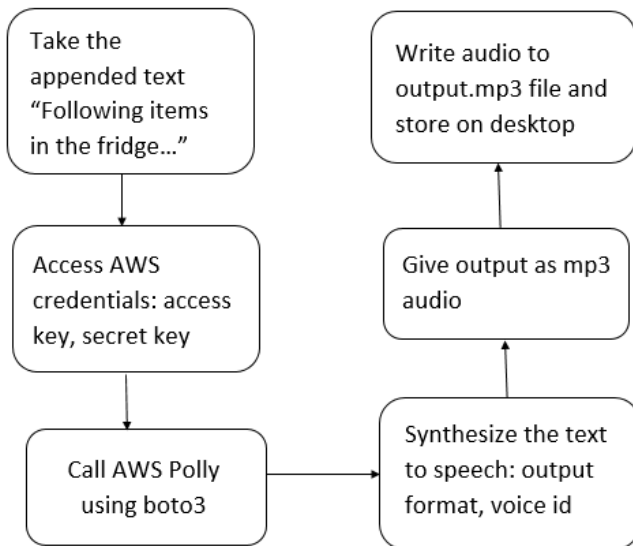 Take the
appended text
“Following items
in the fridge…”
Access AWS
credentials: access
key, secret key
Call AWS Polly
using boto3
Synthesize the text
to speech: output
format, voice id
Give output as mp3
audio
Write audio to
output.mp3 file and
store on desktop